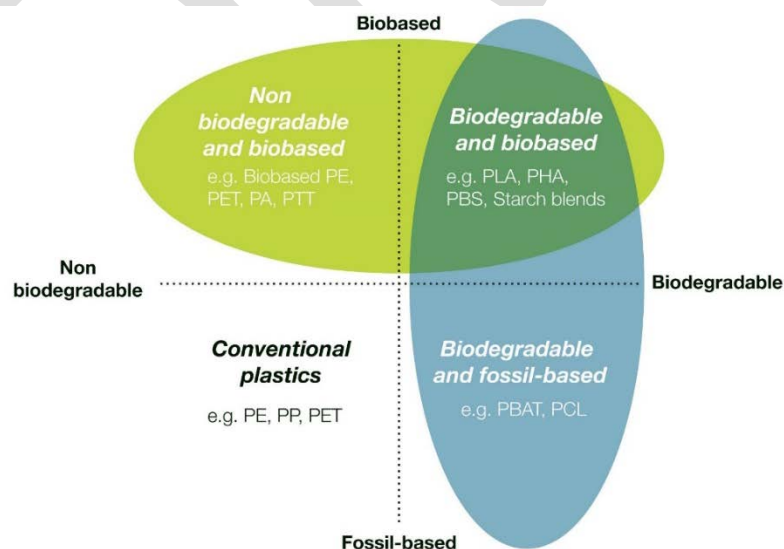 Biobased
Non
biodegradable
and biobased
e.g. Biobased PE,
PET, PA, PTT
Biodegradable
and biobased
e.g. PLA, PHA,
PBS, Starch blends
Non
biodegradable
Biodegradable
Conventional
plastics
e.g. PE, PP, PET
Biodegradable
and fossil-based
e.g. PBAT, PCL
Fossil-based